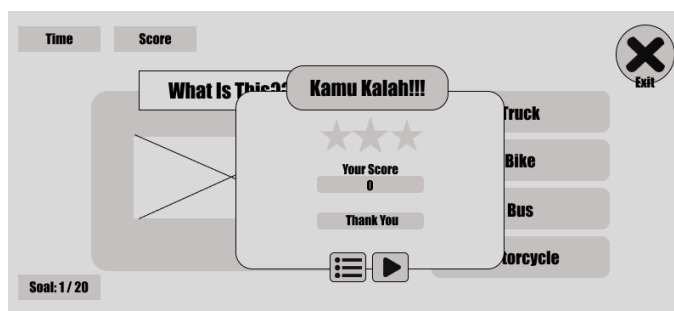 Time
Score
Exit
What Is This??
Kamu Kalah!!!
Truck
Bike
Bus
Motorcycle
Your Score
0
Thank You
Soal: 1 / 20